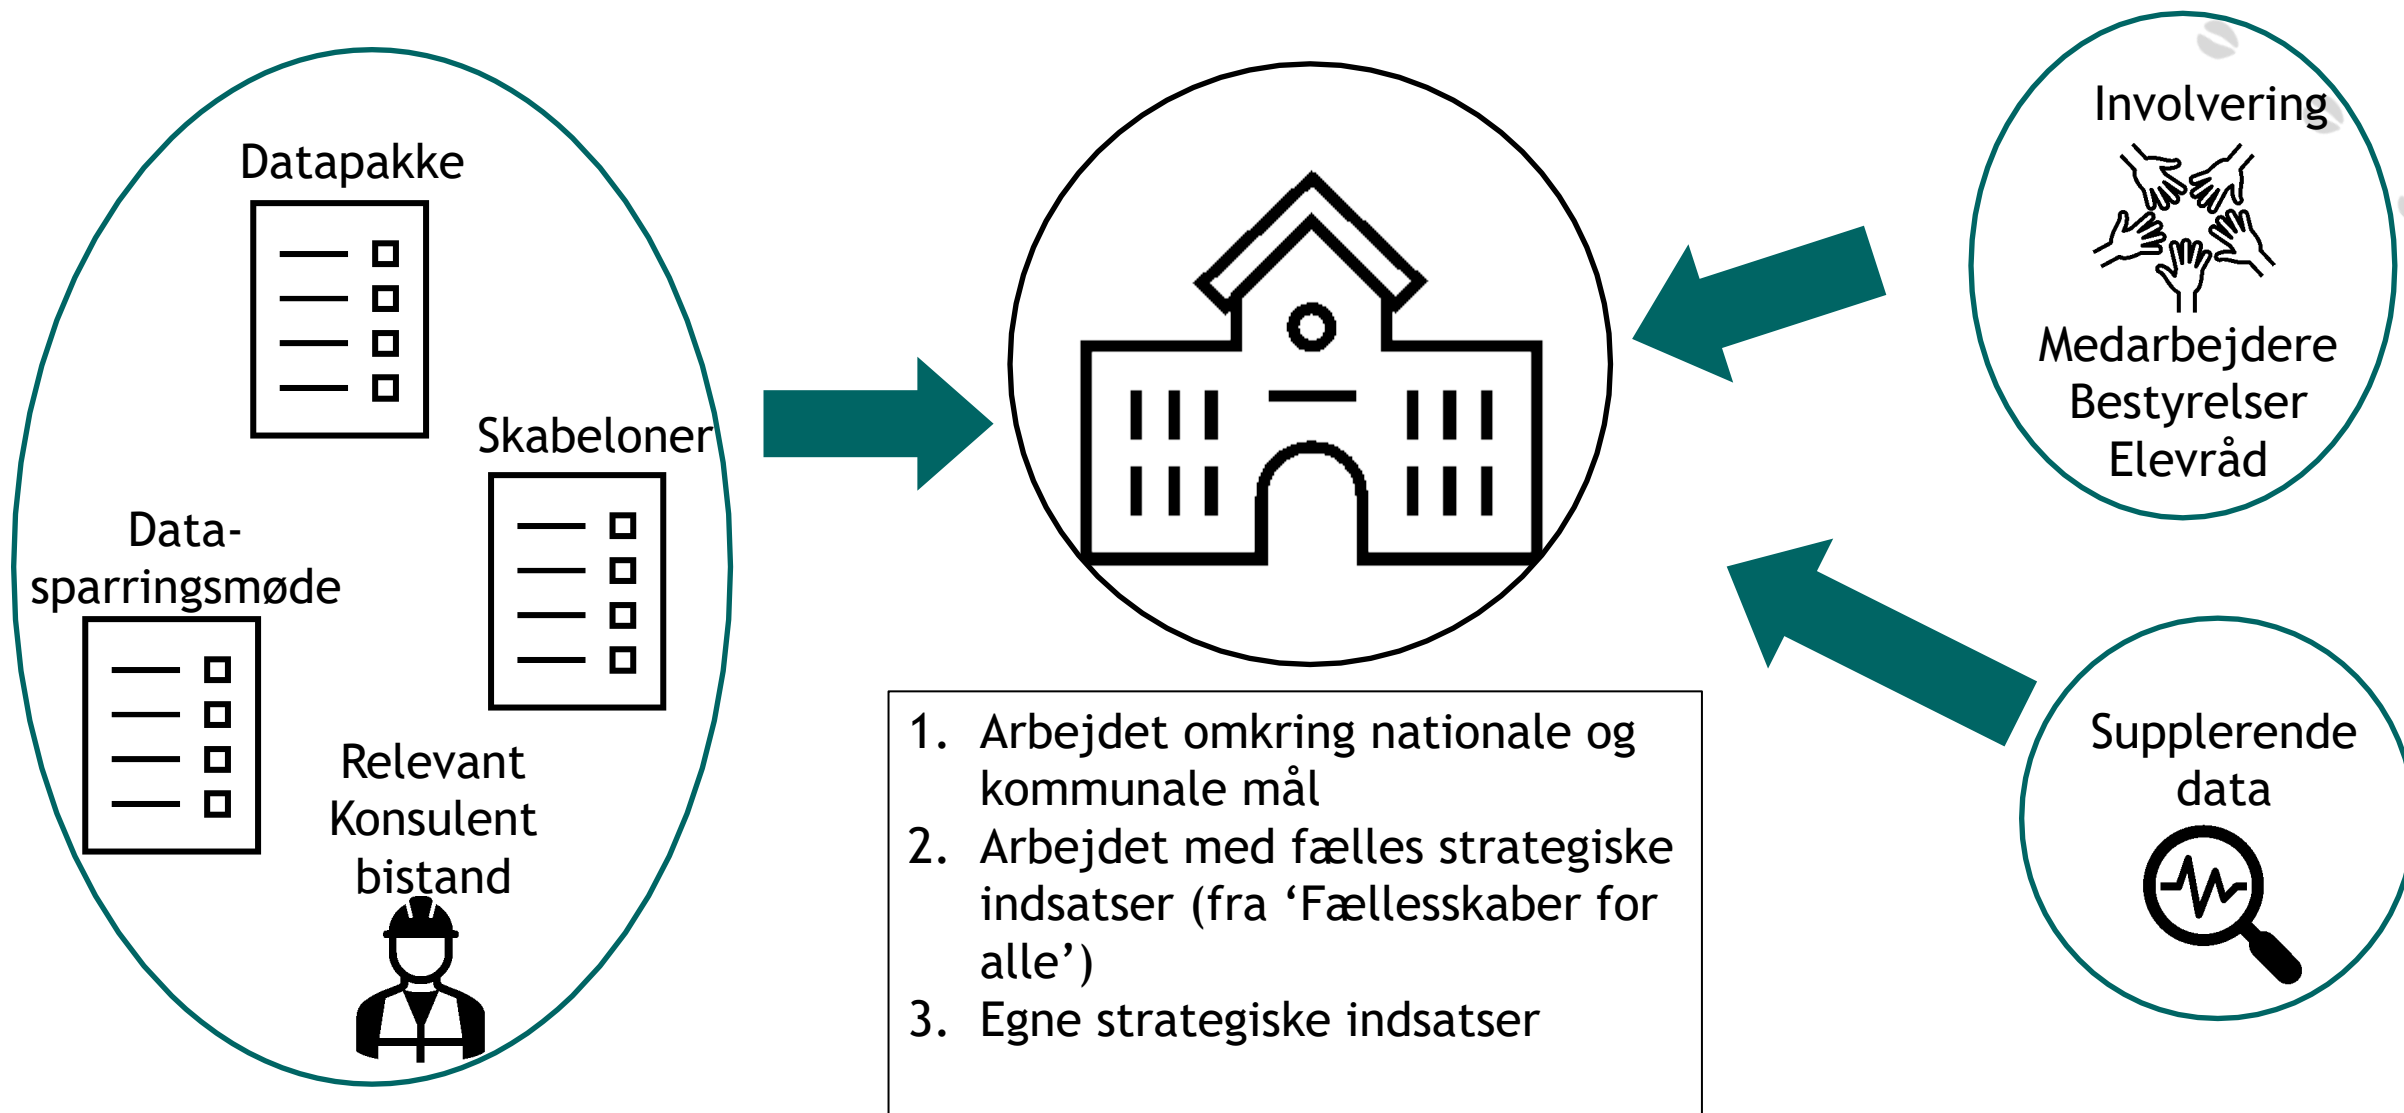 Datapakke
Skabeloner
Data-
sparringsmøde
Relevant
Konsulent
bistand
1. Arbejdet omkring nationale og
kommunale mål
2. Arbejdet med fælles strategiske
indsatser (fra ‘Fællesskaber for
alle’)
3. Egne strategiske indsatser
Involvering
Medarbejdere
Bestyrelser
Elevråd
Supplerende
data